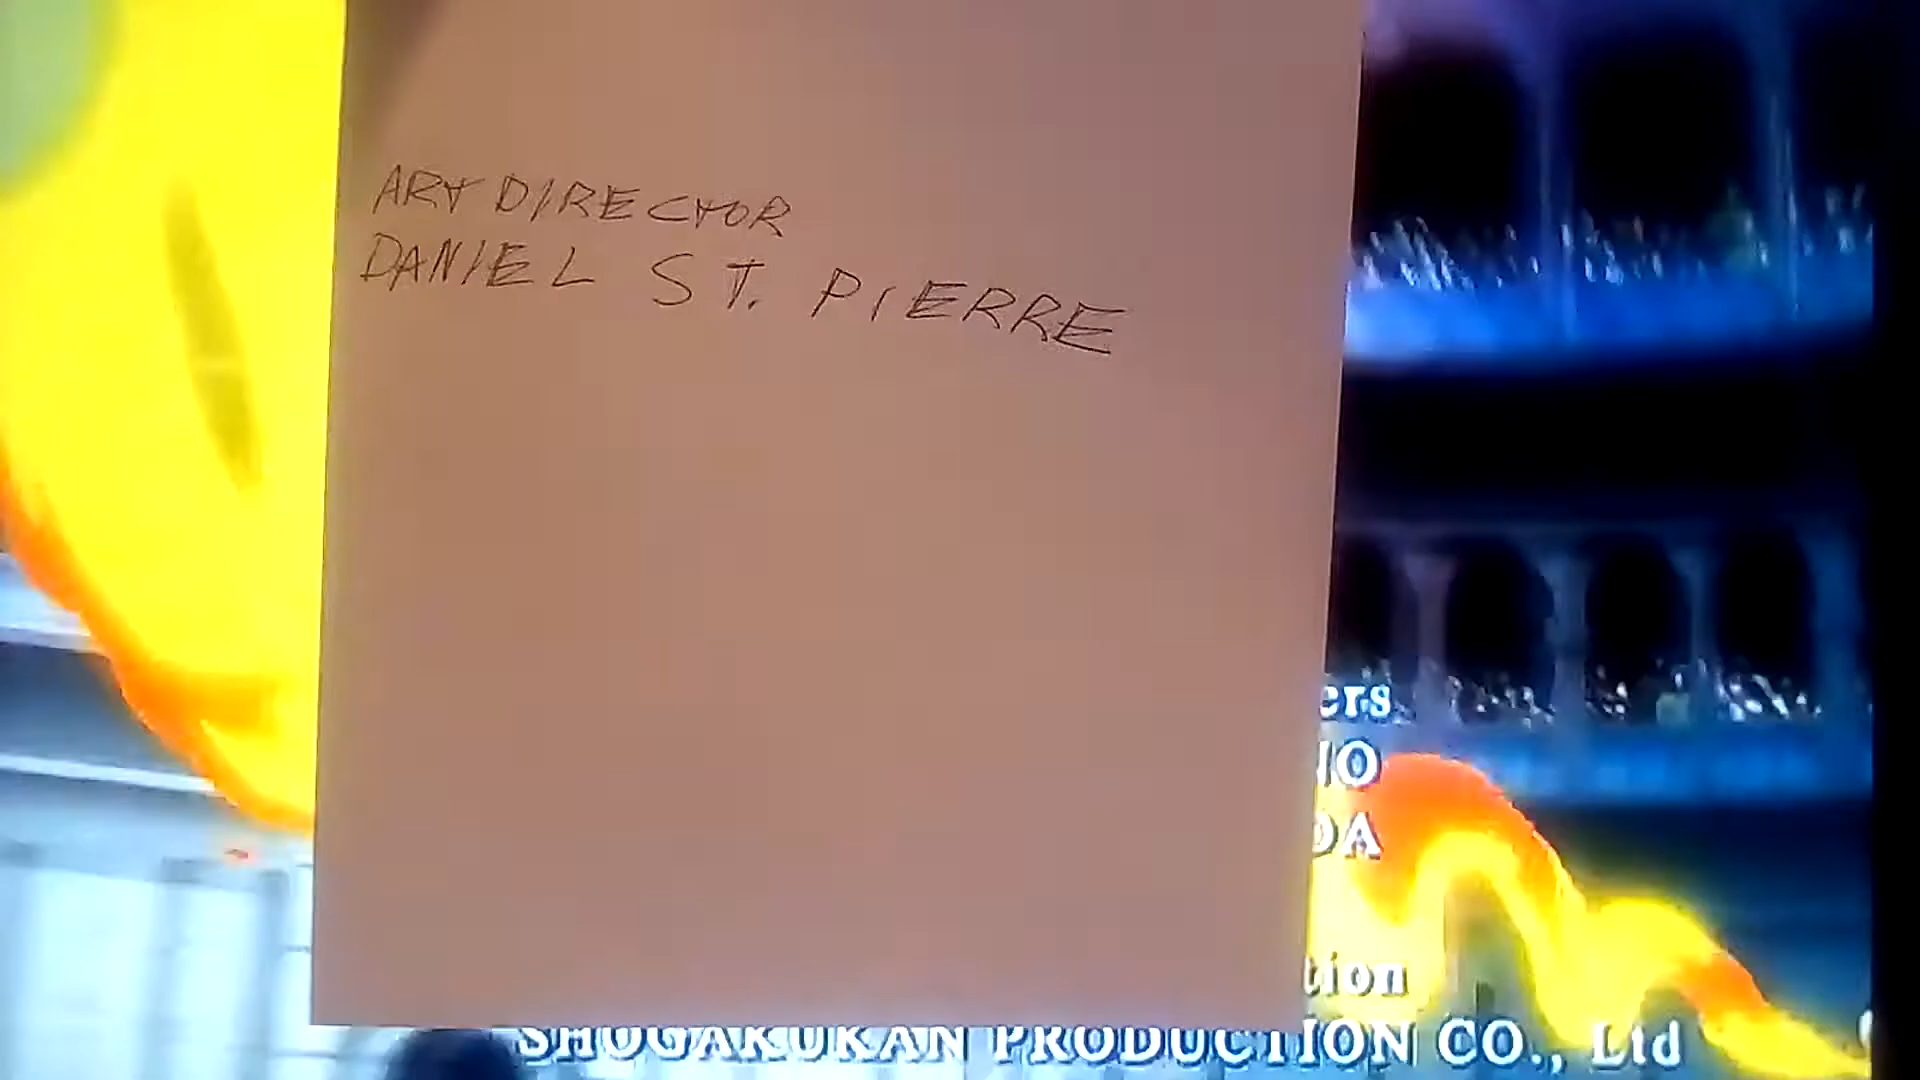 ART DIRECTOR
DANIEL ST. PIERRE
SHOGAKUKAN PRODUCTION CO., Ltd